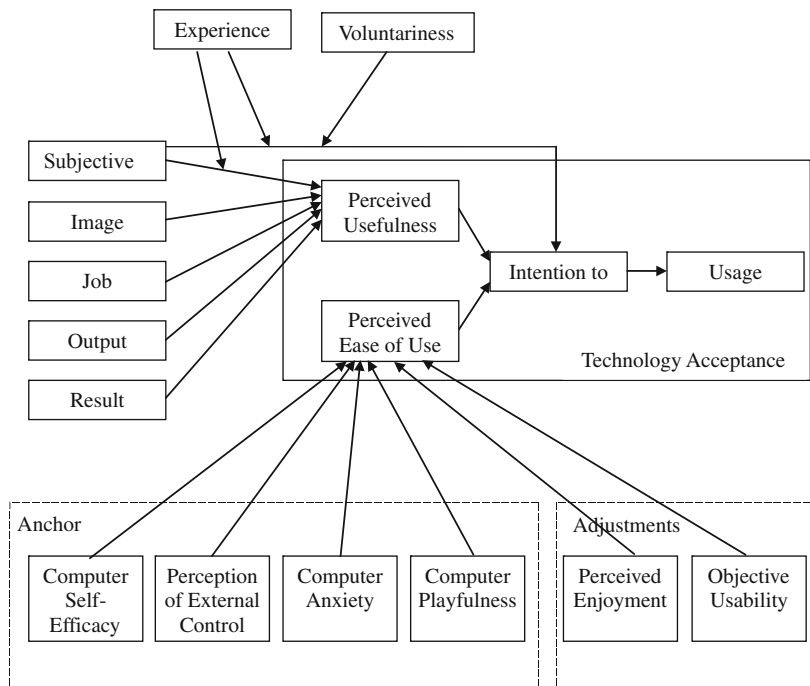 Experience
Voluntariness
Subjective
Perceived
Usefulness
Image
Intention to
Usage
Job
Output
Perceived
Ease of Use
Technology Acceptance
Result
Anchor
Adjustments
Computer
Self-
Efficacy
Perception
of External
Control
Computer
Anxiety
Computer
Playfulness
Perceived
Enjoyment
Objective
Usability